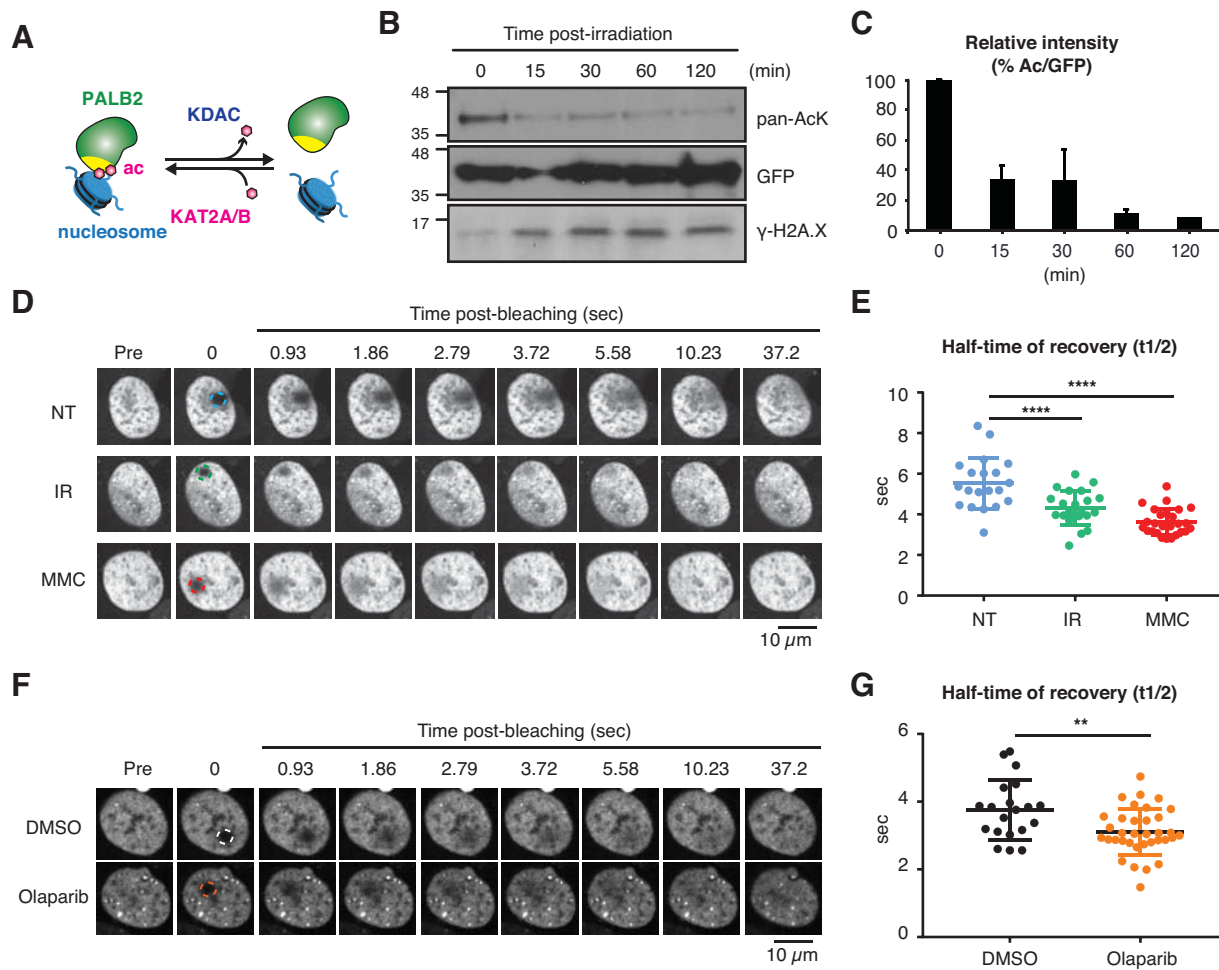 A
PALB2
KDAC
ac
KAT2A/B
nucleosome
B
Time post-irradiation
0 15 30 60 120 (min)
48
35
pan-AcK
48
35
GFP
17
γ-H2A.X
C
Relative intensity
(% Ac/GFP)
100
80
60
40
20
0
0 15 30 60 120
(min)
D
Time post-bleaching (sec)
Pre 0 0.93 1.86 2.79 3.72 5.58 10.23 37.2
NT
IR
MMC
10 µm
E
Half-time of recovery (t1/2)
****
****
10
8
6
4
2
0
sec
NT IR MMC
F
Time post-bleaching (sec)
Pre 0 0.93 1.86 2.79 3.72 5.58 10.23 37.2
DMSO
Olaparib
10 µm
G
Half-time of recovery (t1/2)
**
6
4
2
0
sec
DMSO Olaparib